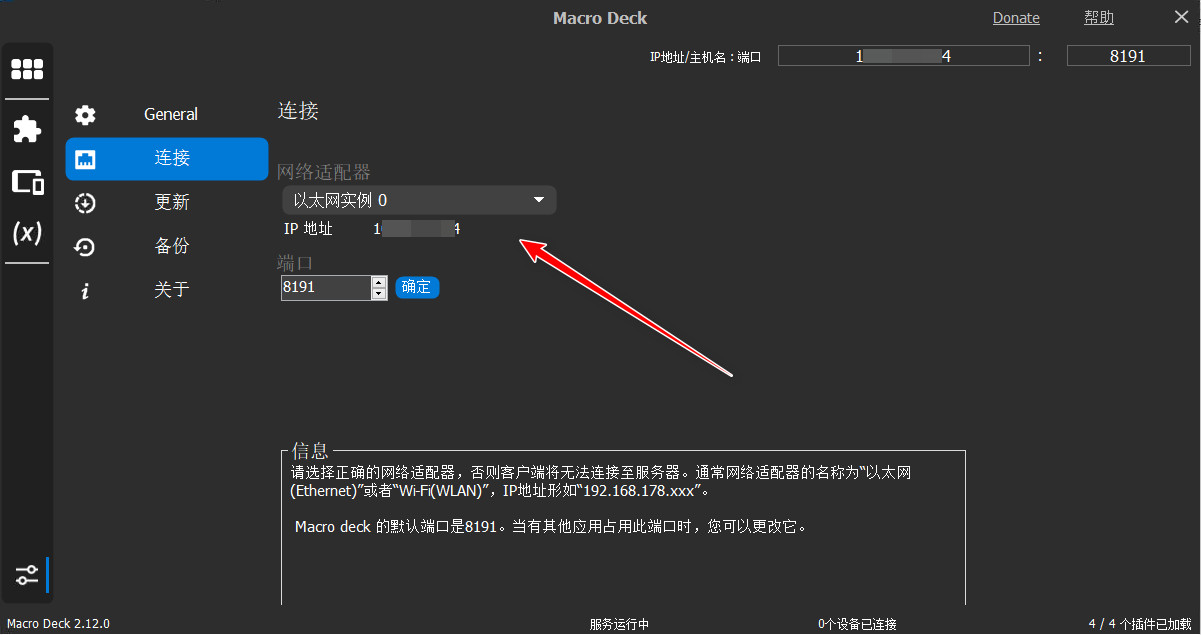 Macro Deck
Donate
帮助
IP地址/主机名：端口
:
8191
General
连接
更新
备份
关于
连接
网络适配器
以太网实例 0
IP 地址
端口
8191
确定
信息
请选择正确的网络适配器，否则客户端将无法连接至服务器。通常网络适配器的名称为“以太网
(Ethernet)”或者“Wi-Fi(WLAN)”，IP地址形如“192.168.178.xxx”。
Macro deck 的默认端口是8191。当有其他应用占用此端口时，您可以更改它。
Macro Deck 2.12.0
服务运行中
0个设备已连接
4 / 4 个插件已加载